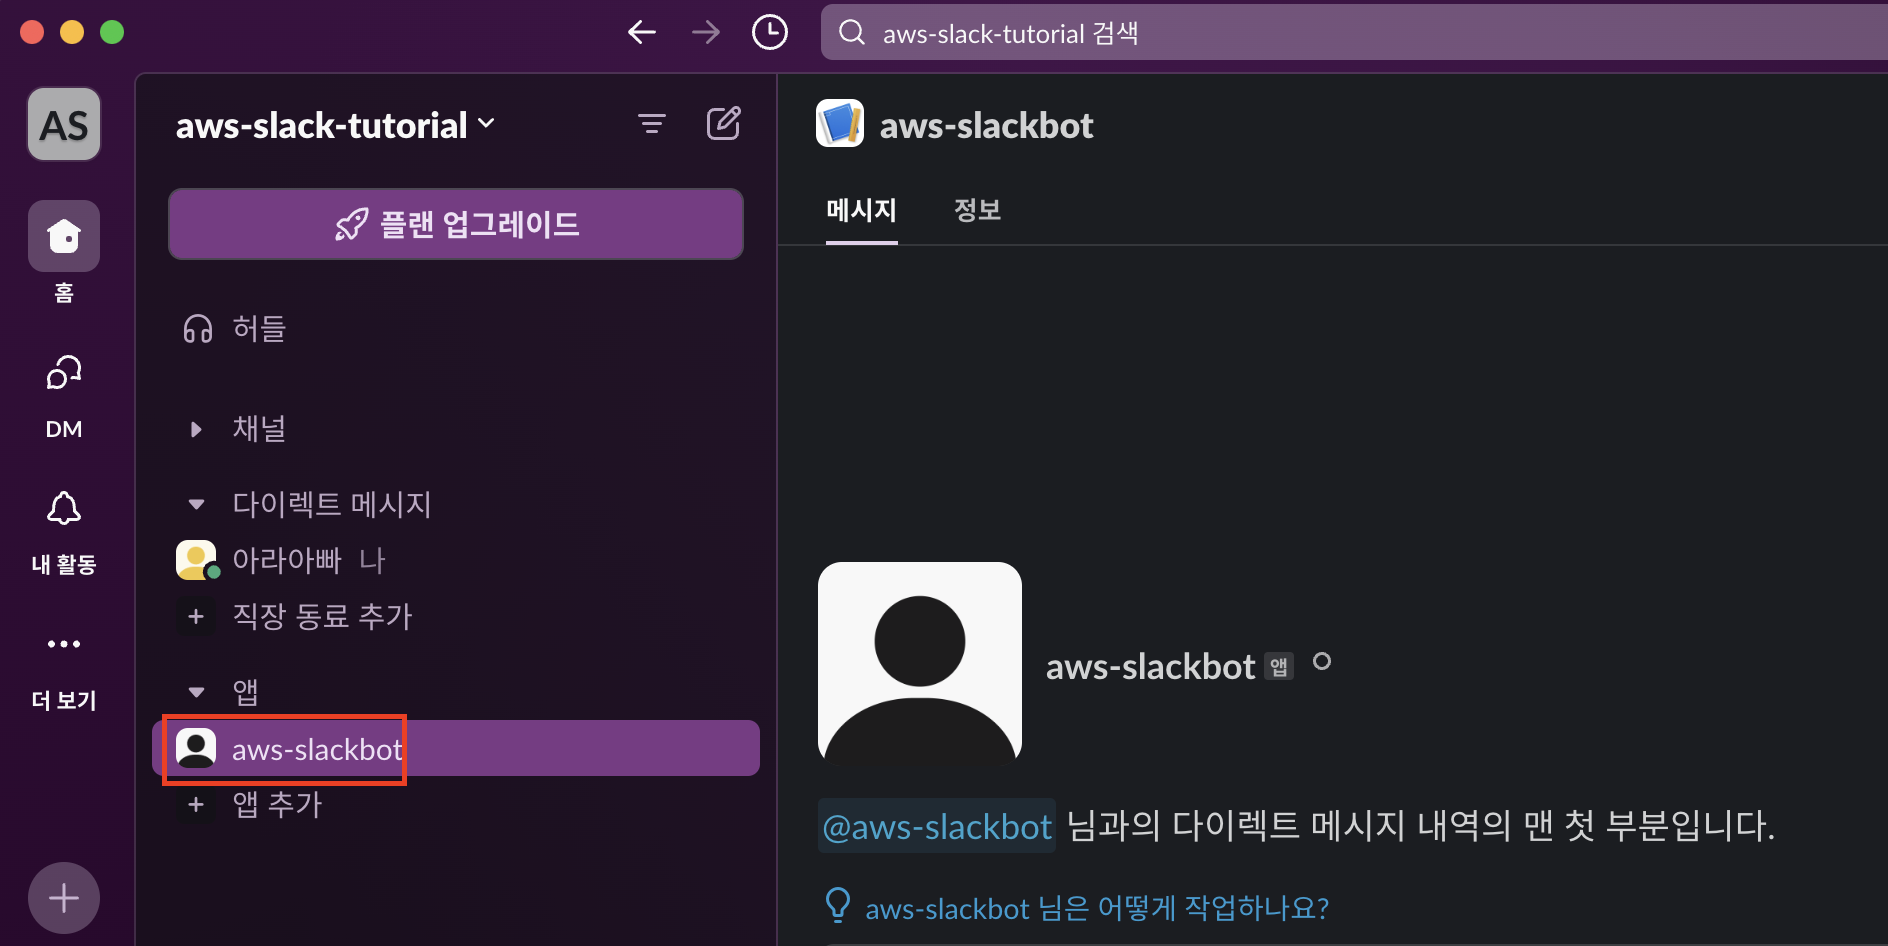 aws-slack-tutorial 검색
AS
홈
DM
내 활동
더 보기
aws-slack-tutorial
플랜 업그레이드
허들
채널
다이렉트 메시지
아라아빠 나
직장 동료 추가
앱
aws-slackbot
앱 추가
aws-slackbot
메시지 정보
aws-slackbot 앱
@aws-slackbot 님과의 다이렉트 메시지 내역의 맨 첫 부분입니다.
aws-slackbot 님은 어떻게 작업하나요?